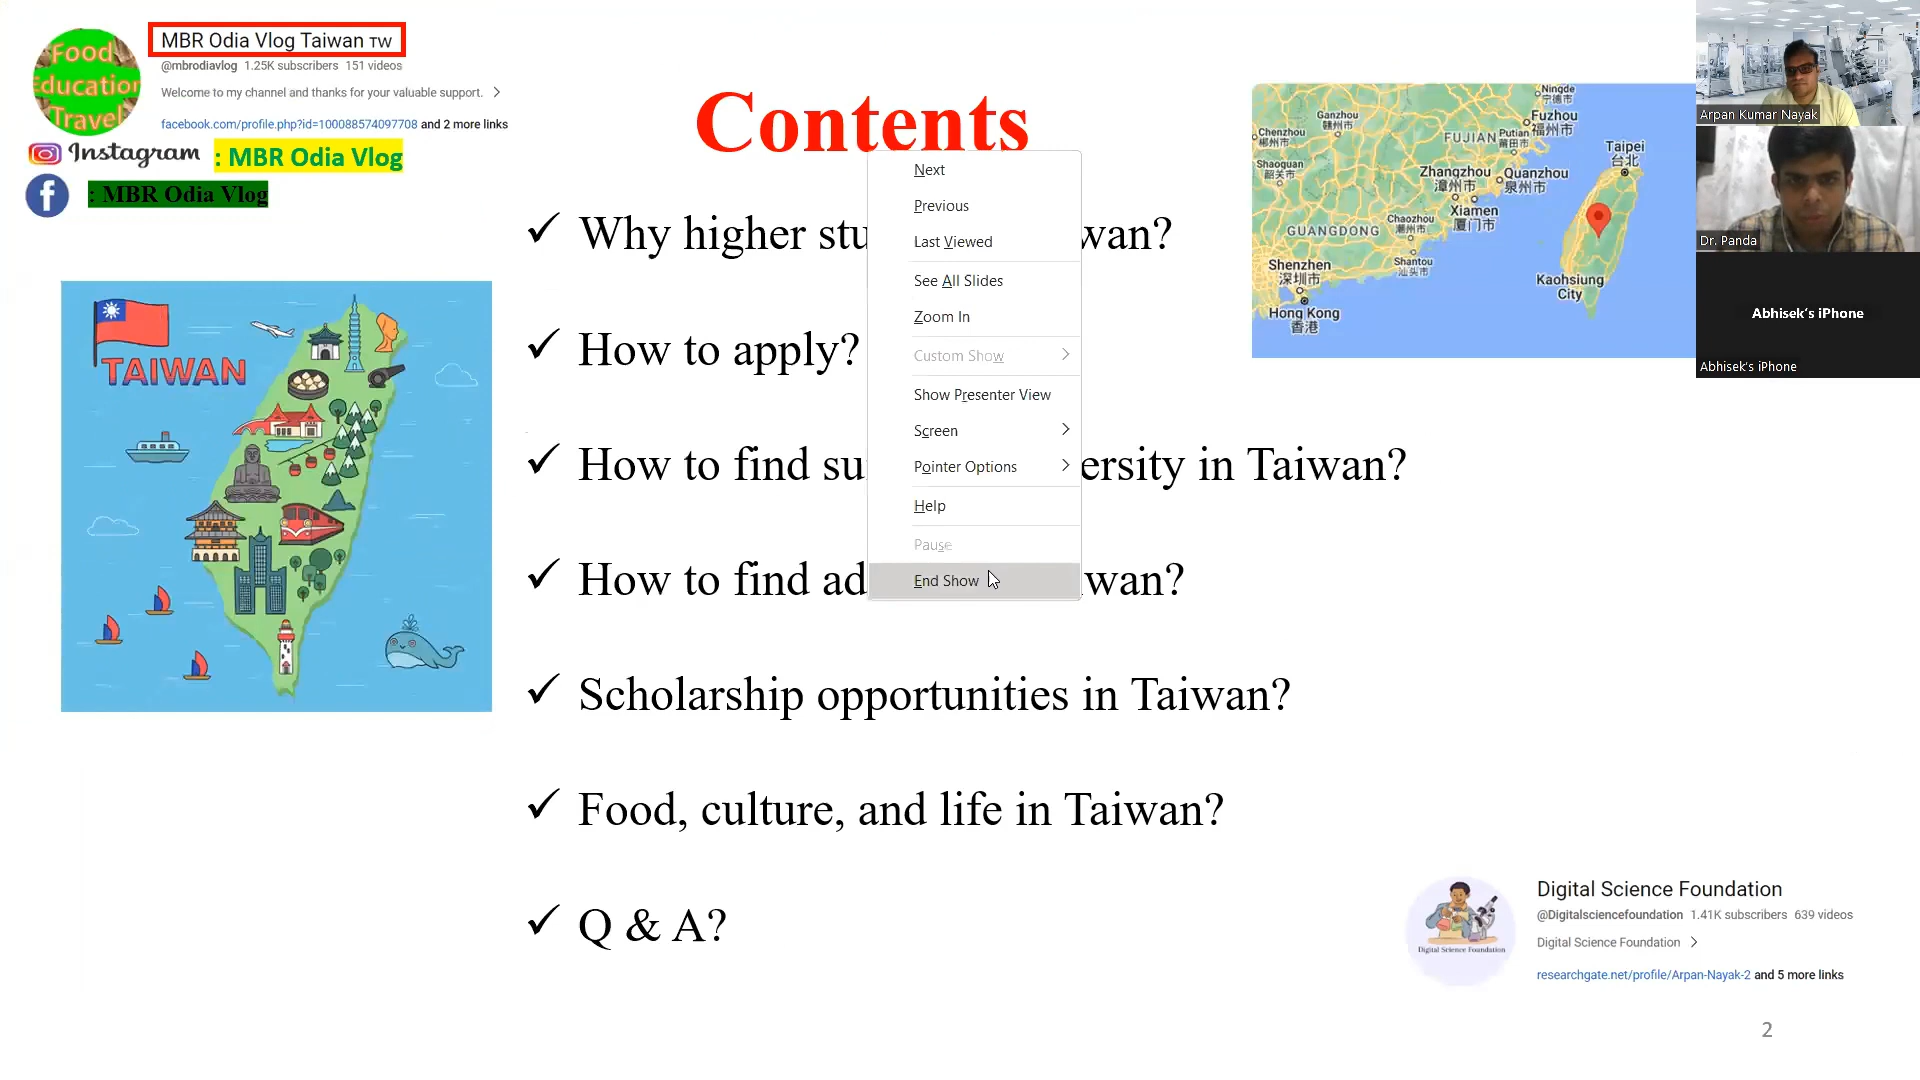 Food
Education
Travel
MBR Odia Vlog Taiwan TW
@mbrodiavlog 1.25K subscribers 151 videos
Welcome to my channel and thanks for your valuable support. >
facebook.com/profile.php?id=100088574097708 and 2 more links
Instagram : MBR Odia Vlog
: MBR Odia Vlog
TAIWAN
Contents
✓ Why higher stu wan?
✓ How to apply?
✓ How to find su ersity in Taiwan?
✓ How to find ad wan?
✓ Scholarship opportunities in Taiwan?
✓ Food, culture, and life in Taiwan?
✓ Q & A?
Next
Previous
Last Viewed
See All Slides
Zoom In
Custom Show >
Show Presenter View
Screen >
Pointer Options >
Help
Pause
End Show
Ningde
宁德市
Fuzhou
福州市
Ganzhou
赣州市
Chenzhou
郴州市
FUJIAN
Putian
莆田市
Taipei
台北
Shaoguan
韶关市
Zhangzhou
漳州市
Quanzhou
泉州市
Xiamen
厦门市
Chaozhou
潮州市
GUANGDONG
Shantou
汕头市
Shenzhen
深圳市
Kaohsiung
City
Hong Kong
香港
Arpan Kumar Nayak
Dr. Panda
Abhisek’s iPhone
Abhisek's iPhone
Digital Science Foundation
Digital Science Foundation
@Digitalsciencefoundation 1.41K subscribers 639 videos
Digital Science Foundation >
researchgate.net/profile/Arpan-Nayak-2 and 5 more links
2